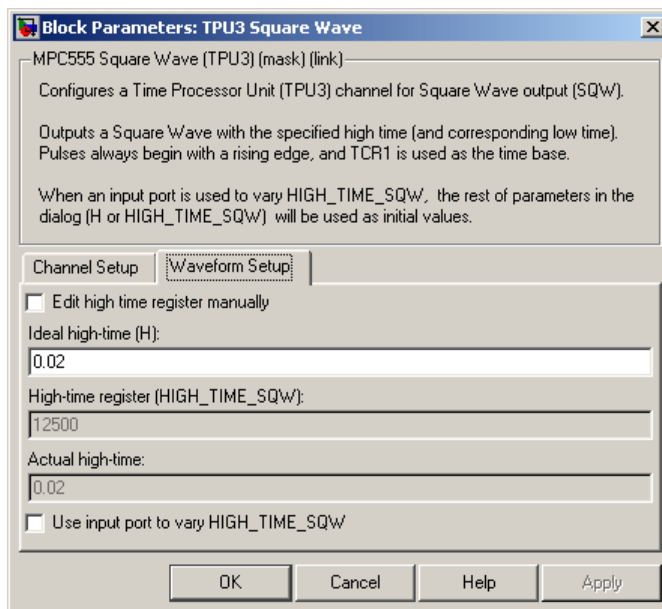 Block Parameters: TPU3 Square Wave
MPC555 Square Wave (TPU3) (mask) (link)
Configures a Time Processor Unit (TPU3) channel for Square Wave output (SQW).
Outputs a Square Wave with the specified high time (and corresponding low time).
Pulses always begin with a rising edge, and TCR1 is used as the time base.
When an input port is used to vary HIGH_TIME_SQW, the rest of parameters in the
dialog (H or HIGH_TIME_SQW) will be used as initial values.
Channel Setup Waveform Setup
Edit high time register manually
Ideal high-time (H):
0.02
High-time register (HIGH_TIME_SQW):
12500
Actual high-time:
0.02
Use input port to vary HIGH_TIME_SQW
OK Cancel Help Apply